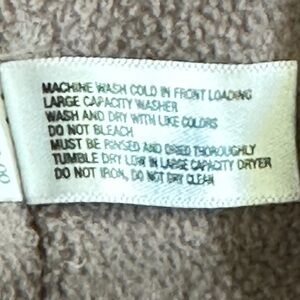 MACHINE WASH COLD IN FRONT LOADING
LARGE CAPACITY WASHER
WASH AND DRY WITH LIKE COLORS
DO NOT BLEACH
MUST BE RINSED AND DRIED THOROUGHLY
TUMBLE DRY LOW IN LARGE CAPACITY DRYER
DO NOT IRON, DO NOT DRY CLEAN